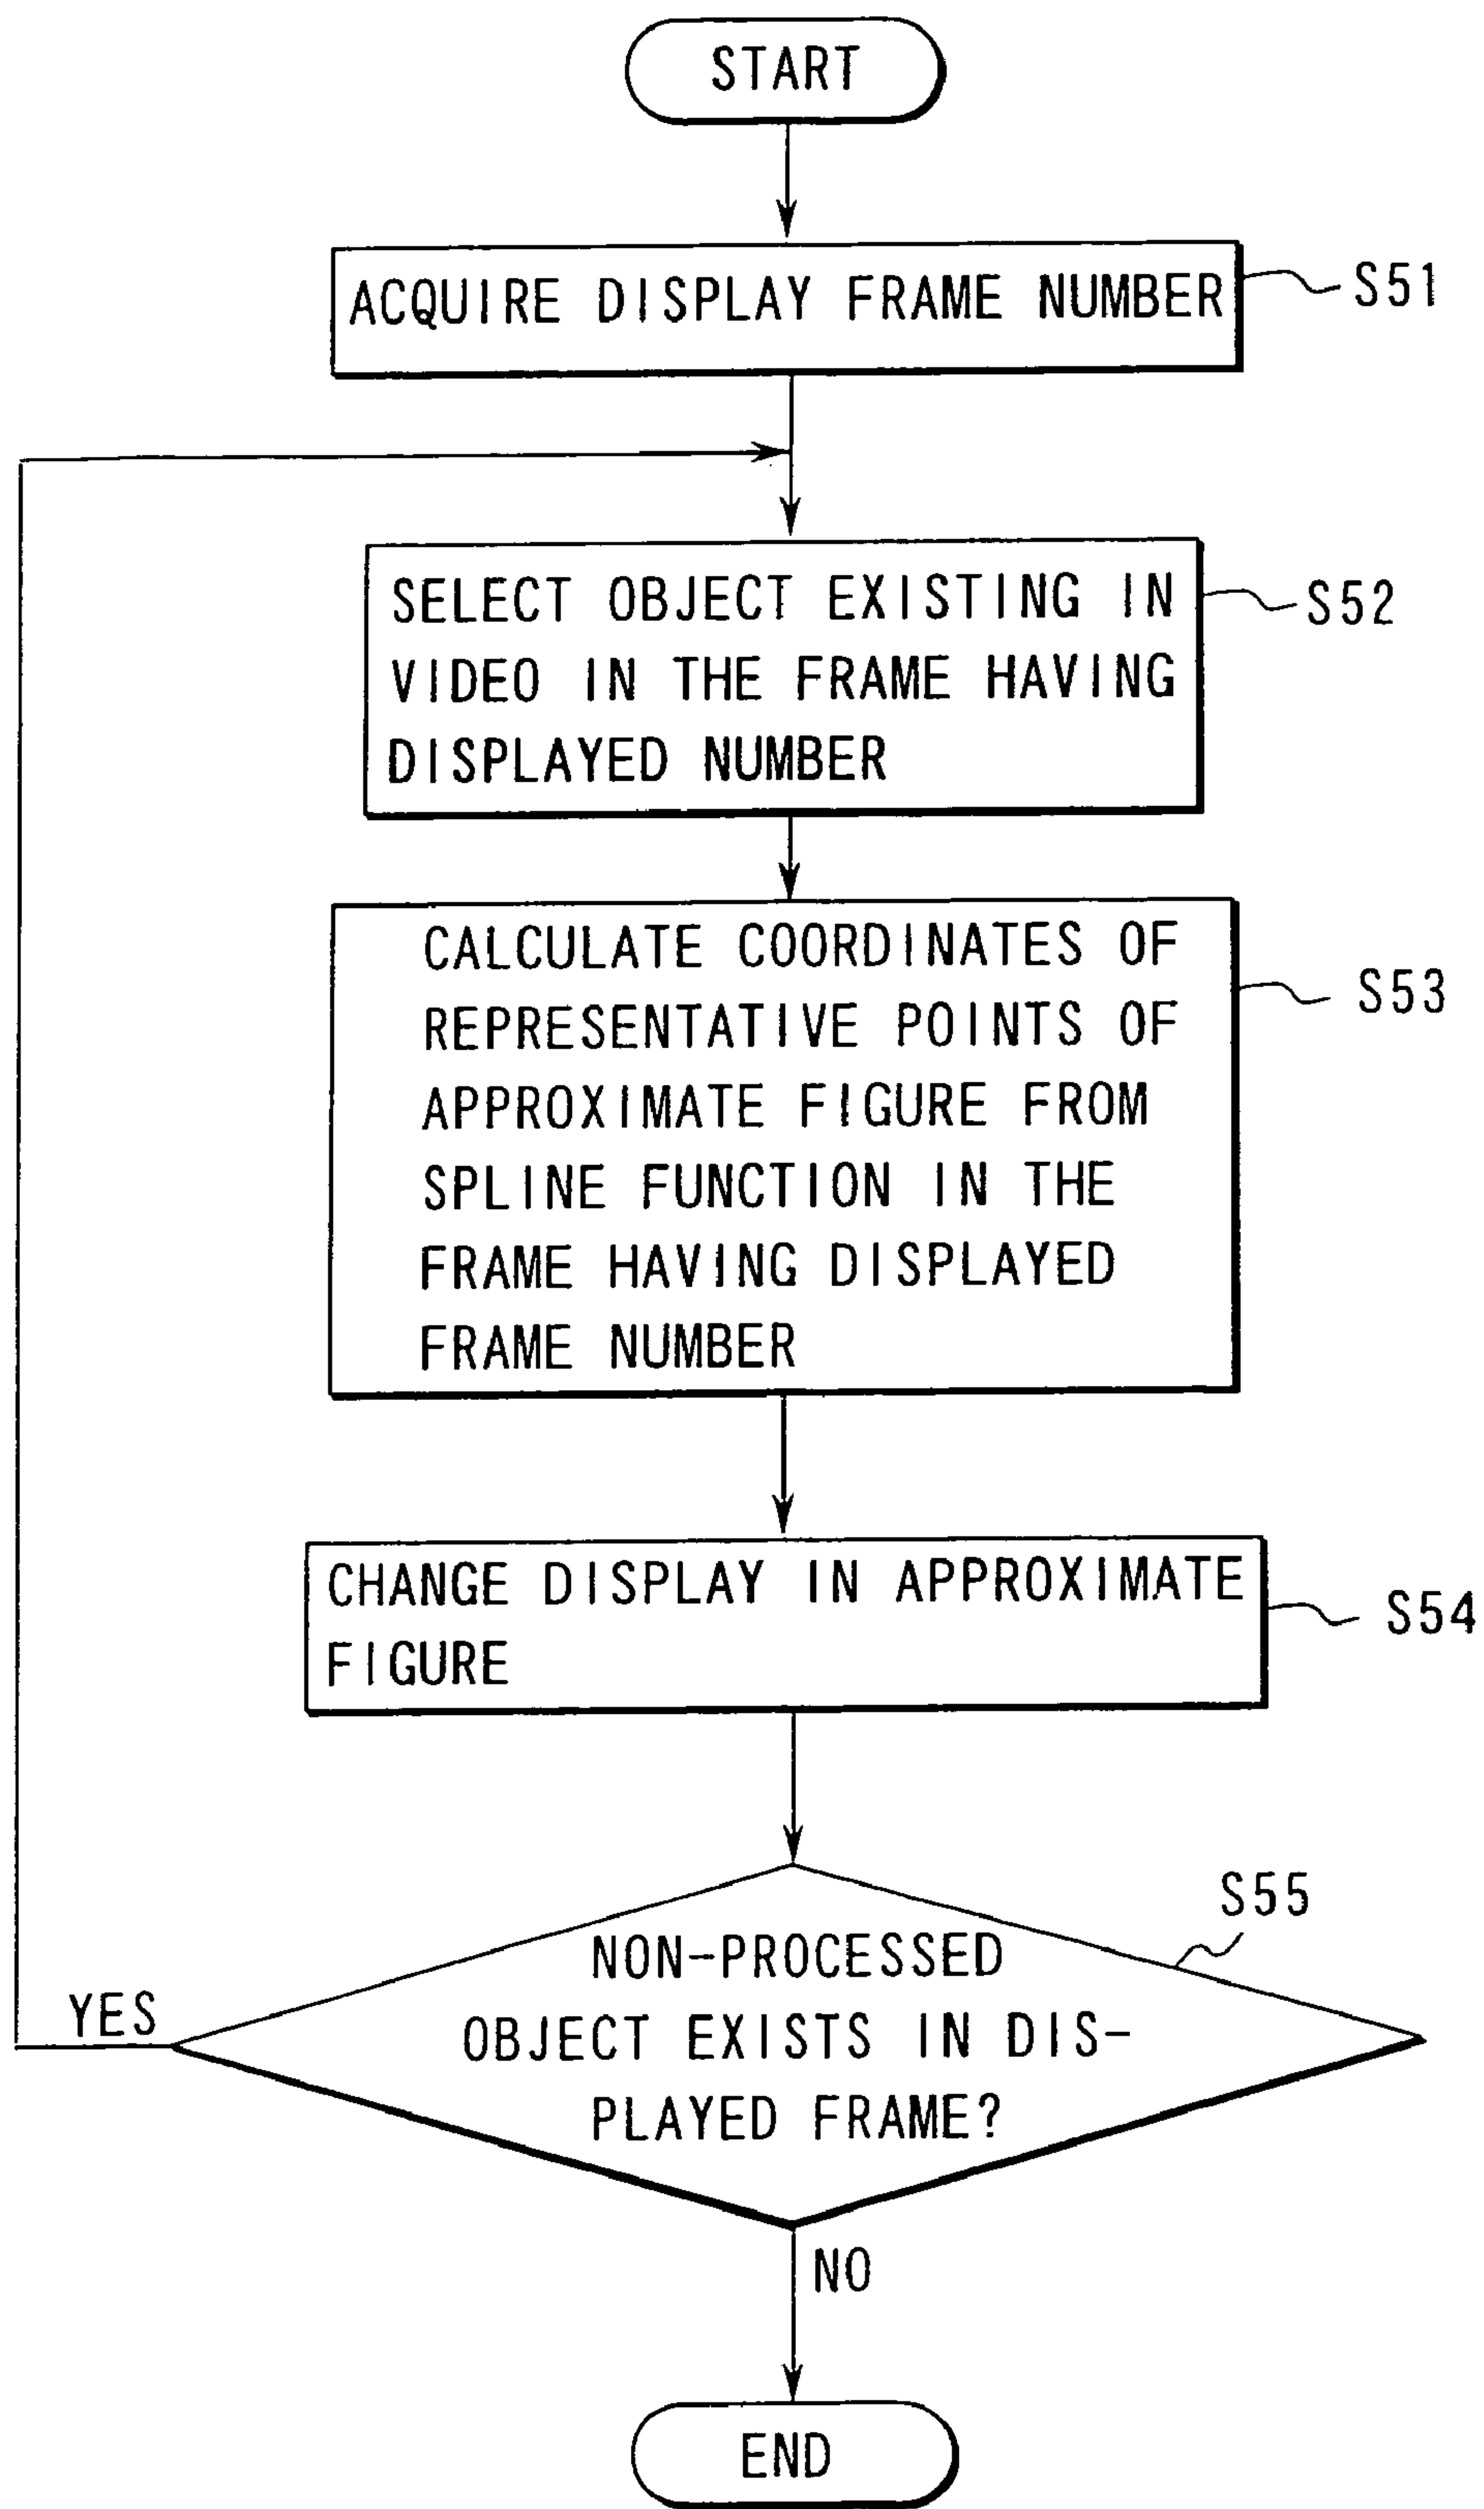 START
ACQUIRE DISPLAY FRAME NUMBER
S51
SELECT OBJECT EXISTING IN
VIDEO IN THE FRAME HAVING
DISPLAYED NUMBER
S52
CALCULATE COORDINATES OF
REPRESENTATIVE POINTS OF
APPROXIMATE FIGURE FROM
SPLINE FUNCTION IN THE
FRAME HAVING DISPLAYED
FRAME NUMBER
S53
CHANGE DISPLAY IN APPROXIMATE
FIGURE
S54
S55
NON-PROCESSED
OBJECT EXISTS IN DIS-
PLAYED FRAME?
YES
NO
END